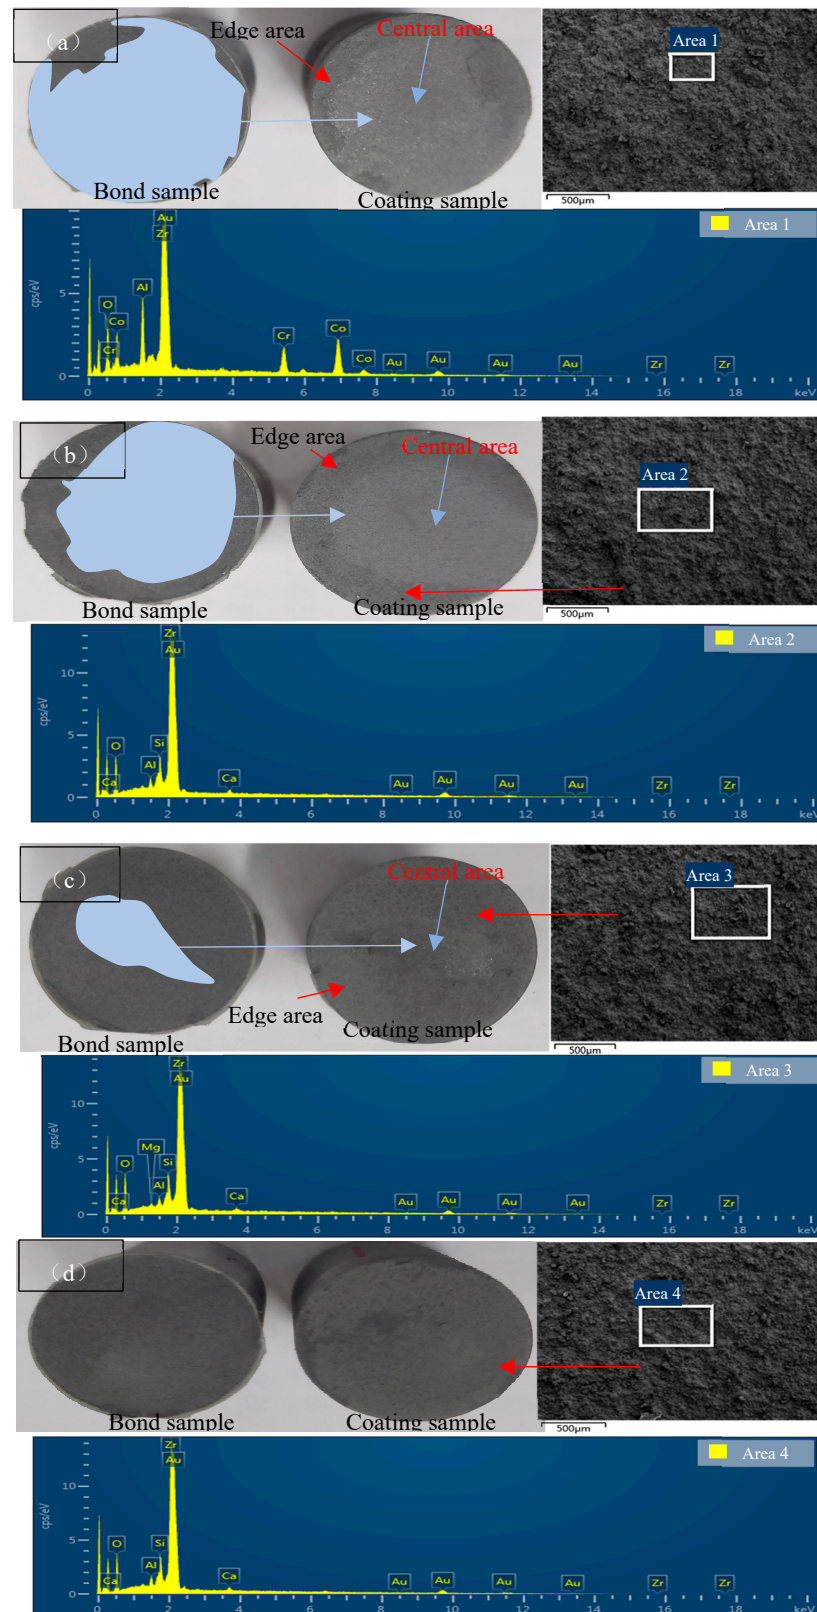 （a）
Edge area
Central area
Area 1
Bond sample
Coating sample
500μm
Au
Zr
Area 1
cps/eV
5
0
O
Co
Cr
Al
Cr
Co
Co
Au
Au
Au
Au
Zr
Zr
0 2 4 6 8 10 12 14 16 18 keV
（b）
Edge area
Central area
Area 2
Bond sample
Coating sample
500μm
Zr
Au
Area 2
cps/eV
10
5
0
O
Ca
Al
Si
Ca
Au
Au
Au
Au
Zr
Zr
0 2 4 6 8 10 12 14 16 18 keV
（c）
Central area
Area 3
Edge area
Coating sample
Bond sample
500μm
Zr
Au
Area 3
cps/eV
10
5
0
Mg
O
Si
Ca
Al
Ca
Au
Au
Au
Au
Zr
Zr
0 2 4 6 8 10 12 14 16 18 keV
（d）
Area 4
Bond sample
Coating sample
500μm
Zr
Au
Area 4
cps/eV
10
5
0
O
Si
Al
Ca
Ca
Au
Au
Au
Au
Zr
Zr
0 2 4 6 8 10 12 14 16 18 keV